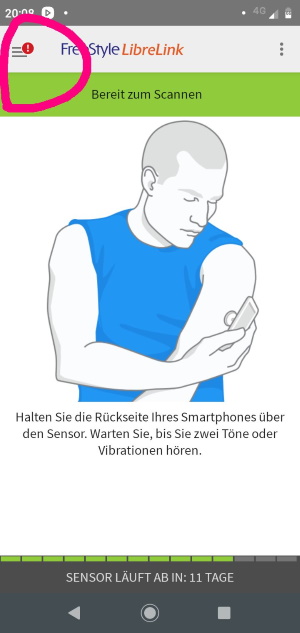 20:08 4G
FreeStyle LibreLink
Bereit zum Scannen
Halten Sie die Rückseite Ihres Smartphones über
den Sensor. Warten Sie, bis Sie zwei Töne oder
Vibrationen hören.
SENSOR LÄUFT AB IN: 11 TAGE